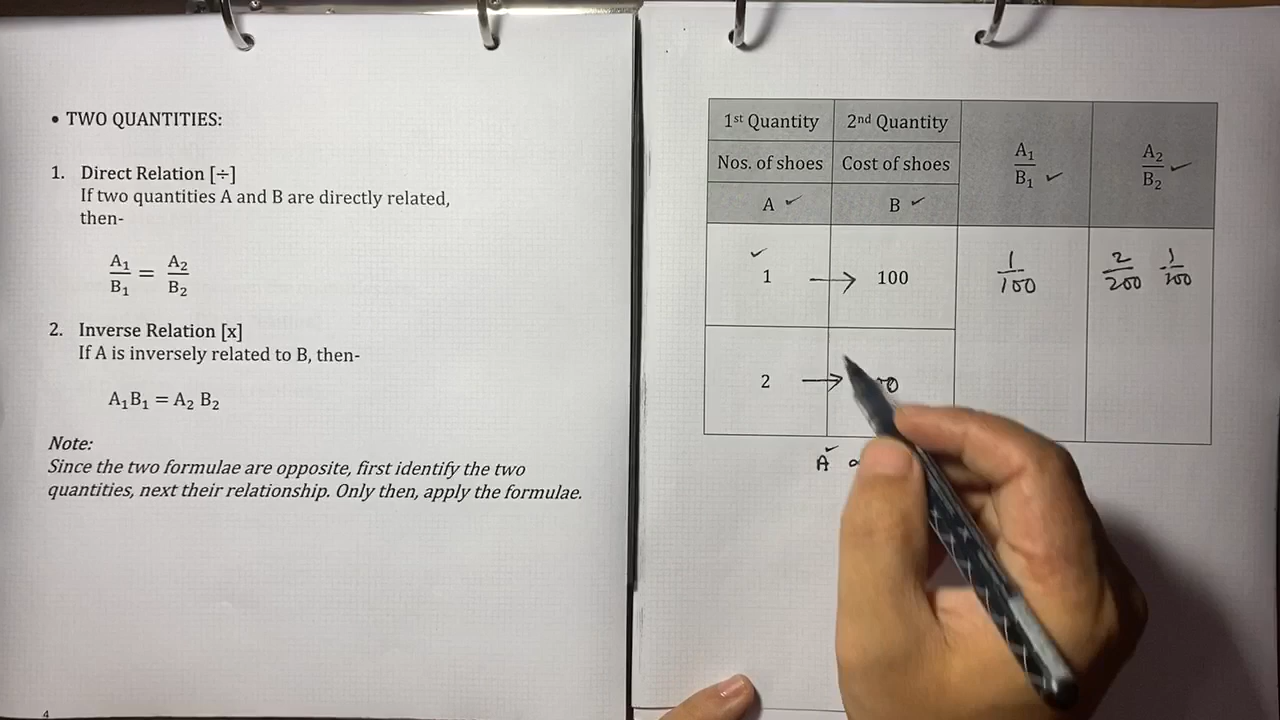 • TWO QUANTITIES:
1. Direct Relation [÷]
If two quantities A and B are directly related,
then-
A₁/B₁ = A₂/B₂
2. Inverse Relation [x]
If A is inversely related to B, then-
A₁B₁ = A₂ B₂
Note:
Since the two formulae are opposite, first identify the two
quantities, next their relationship. Only then, apply the formulae.
4
1st Quantity 2nd Quantity A₁/B₁ ✓ A₂/B₂ ✓
Nos. of shoes Cost of shoes
A ✓ B ✓
✓
1 → 100 1/100 2/200 1/100
2 →
✓
A